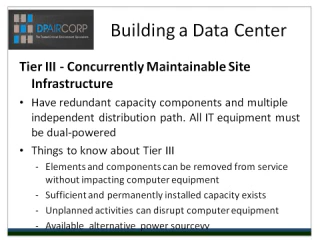 DPAIRCORP
Building a Data Center
Tier III - Concurrently Maintainable Site
Infrastructure
• Have redundant capacity components and multiple
independent distribution path. All IT equipment must
be dual-powered
• Things to know about Tier III
- Elements and components can be removed from service
without impacting computer equipment
- Sufficient and permanently installed capacity exists
- Unplanned activities can disrupt computer equipment
- Available alternative power sourcevy